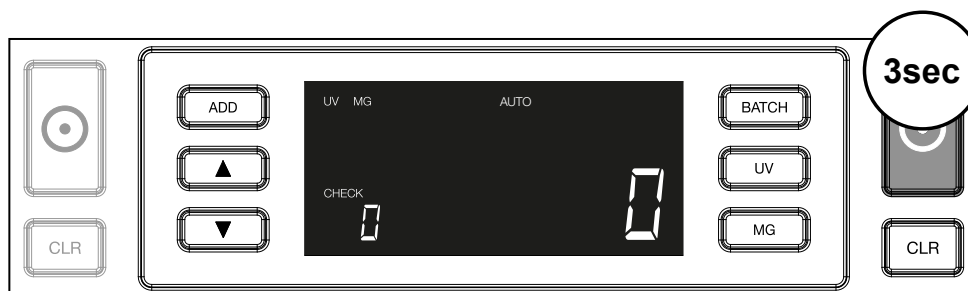 3sec
ADD
UV MG AUTO
BATCH
▲
UV
CHECK
0 0
▼
MG
CLR
CLR